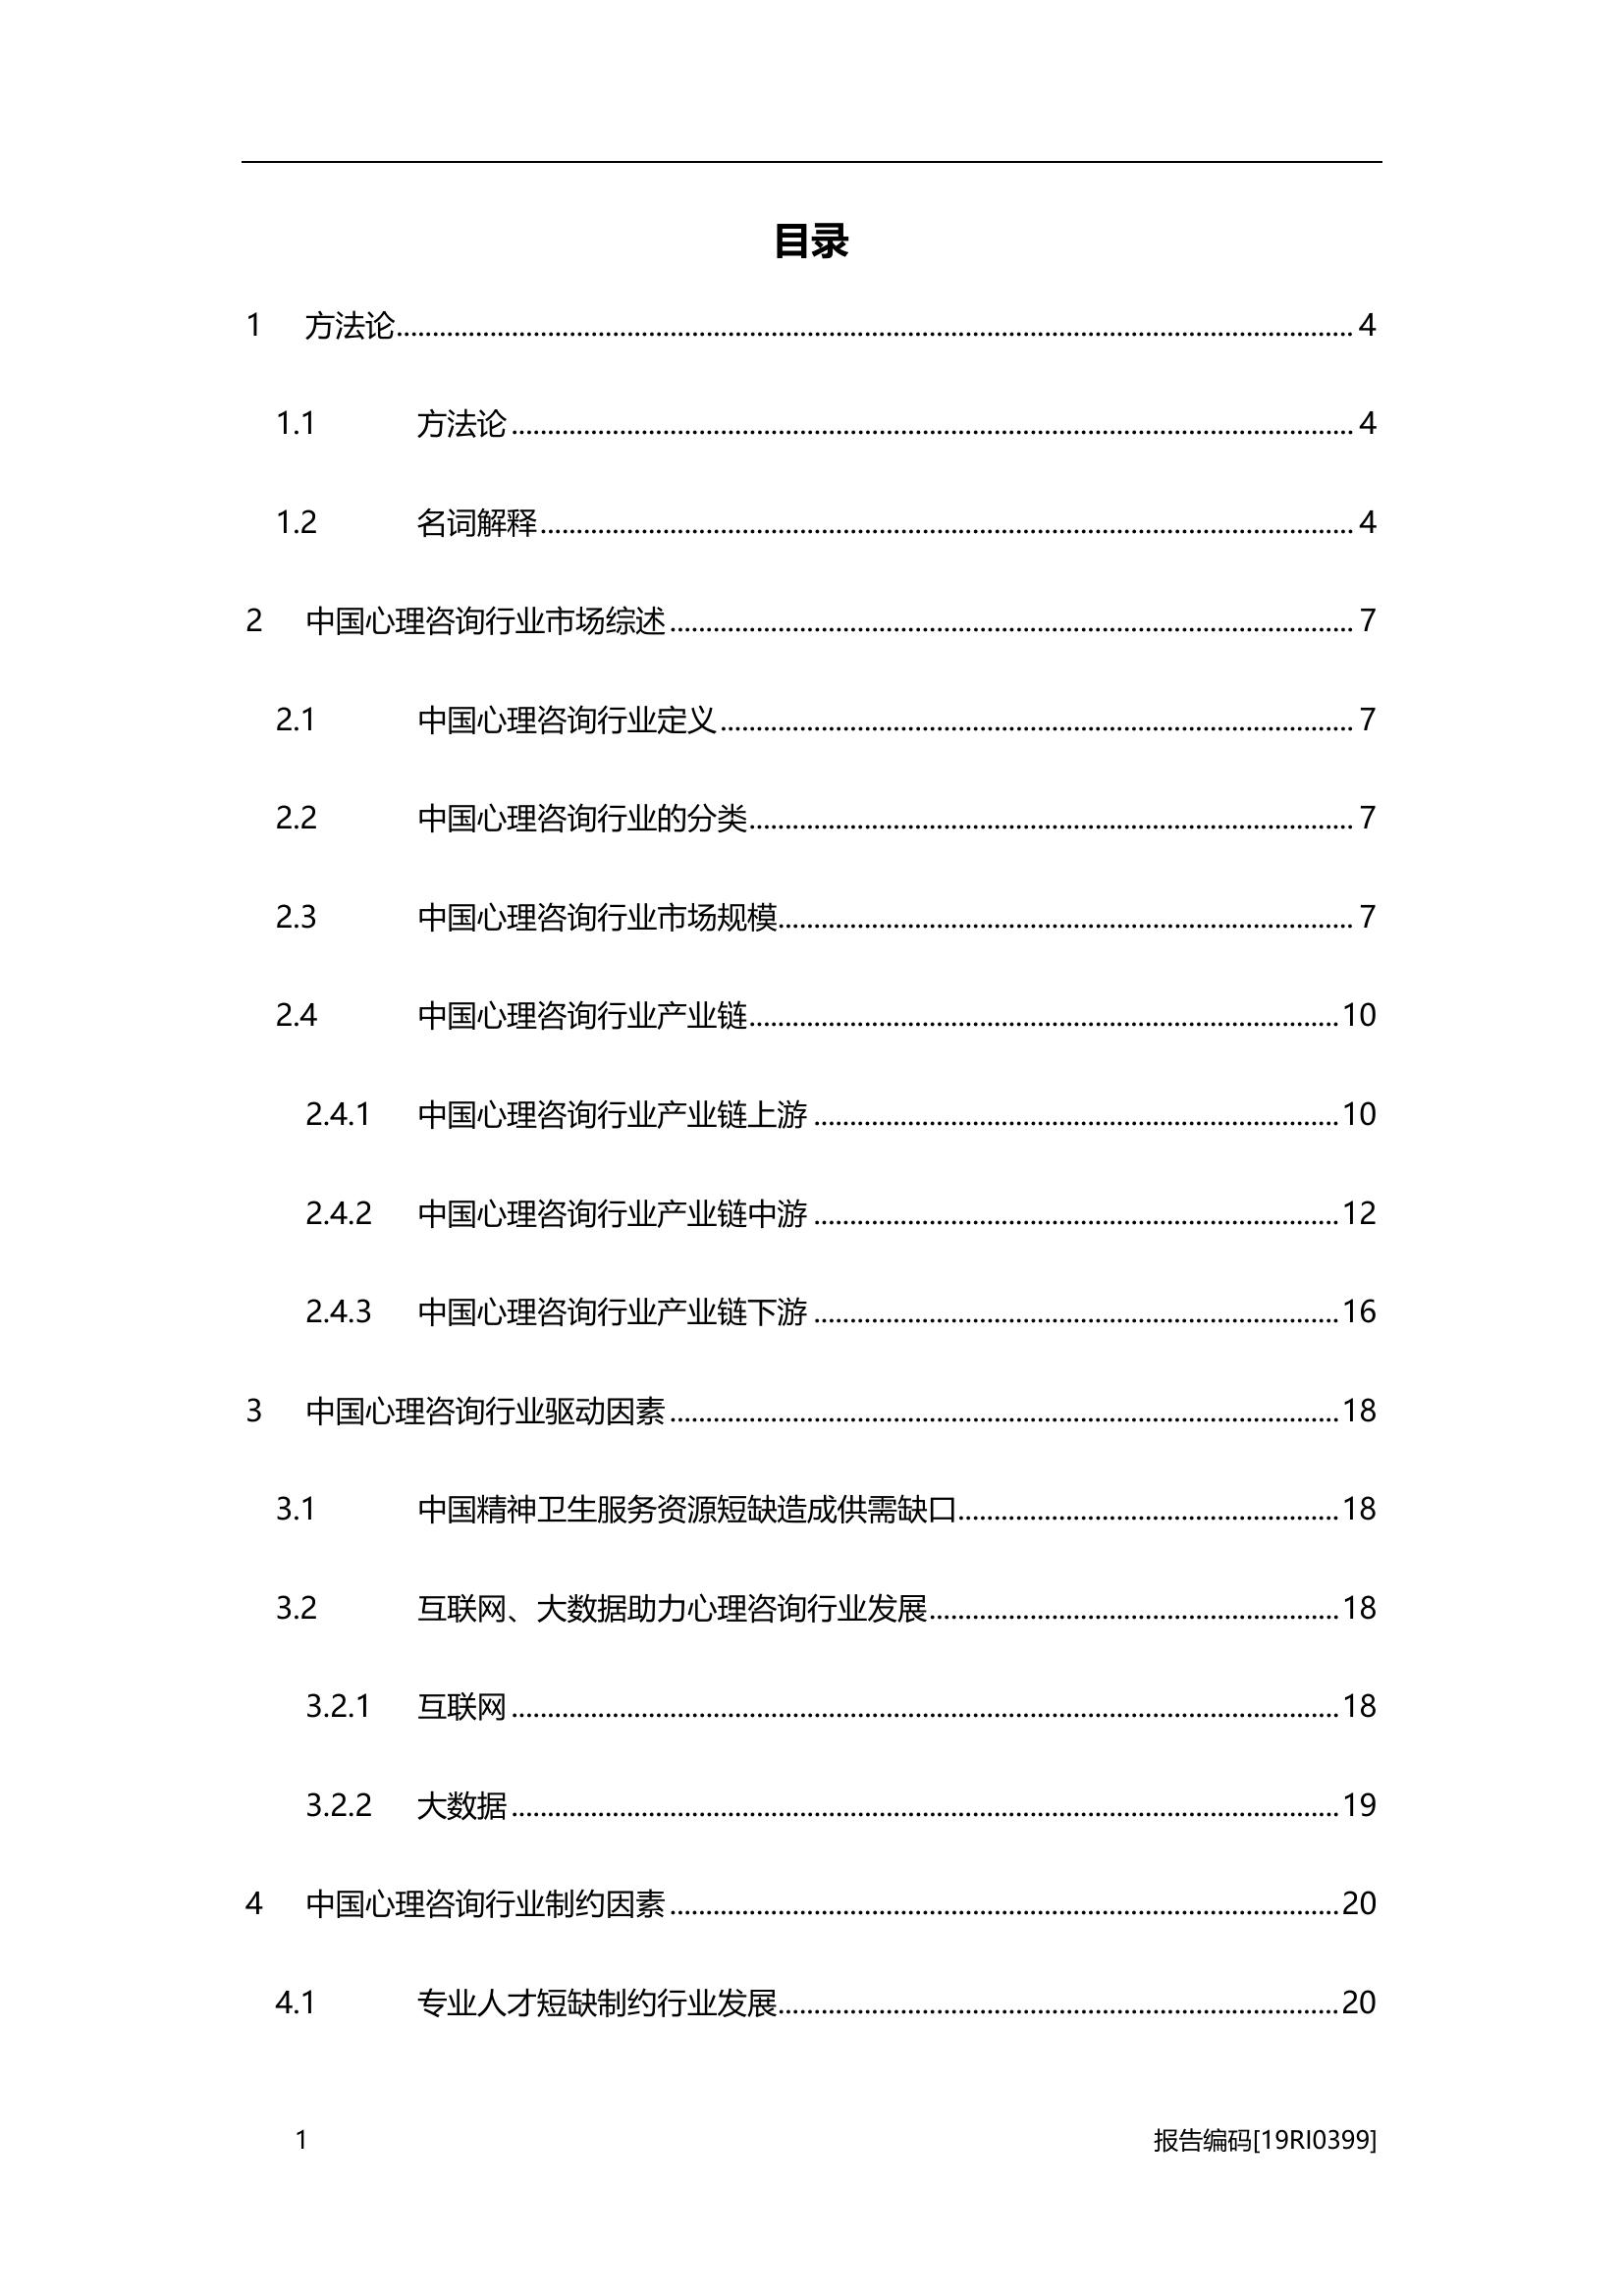 目录
1 方法论 4
1.1 方法论 4
1.2 名词解释 4
2 中国心理咨询行业市场综述 7
2.1 中国心理咨询行业定义 7
2.2 中国心理咨询行业的分类 7
2.3 中国心理咨询行业市场规模 7
2.4 中国心理咨询行业产业链 10
2.4.1 中国心理咨询行业产业链上游 10
2.4.2 中国心理咨询行业产业链中游 12
2.4.3 中国心理咨询行业产业链下游 16
3 中国心理咨询行业驱动因素 18
3.1 中国精神卫生服务资源短缺造成供需缺口 18
3.2 互联网、大数据助力心理咨询行业发展 18
3.2.1 互联网 18
3.2.2 大数据 19
4 中国心理咨询行业制约因素 20
4.1 专业人才短缺制约行业发展 20
1 报告编码[19RI0399]